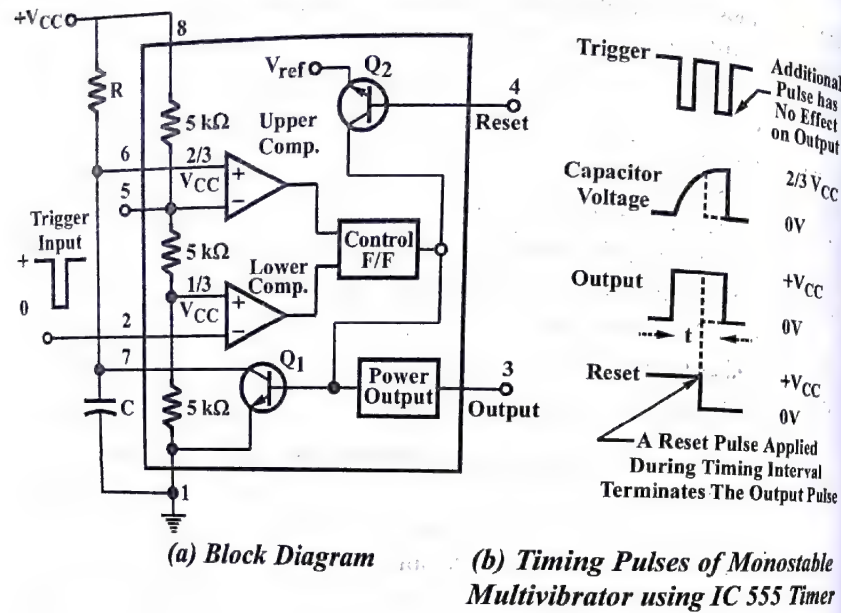 +VCC
8
R
Vref
Q2
4
Reset
5 kΩ
Upper
Comp.
6
2/3
VCC
+
−
5
Trigger
Input
+
0
5 kΩ
Control
F/F
Lower
Comp.
1/3
VCC
+
−
2
7
Q1
C
5 kΩ
Power
Output
3
Output
1
(a) Block Diagram
Trigger
Additional
Pulse has
No Effect
on Output
Capacitor
Voltage
2/3 VCC
0V
Output
+VCC
0V
t
Reset
+VCC
0V
A Reset Pulse Applied
During Timing Interval
Terminates The Output Pulse
(b) Timing Pulses of Monostable
Multivibrator using IC 555 Timer